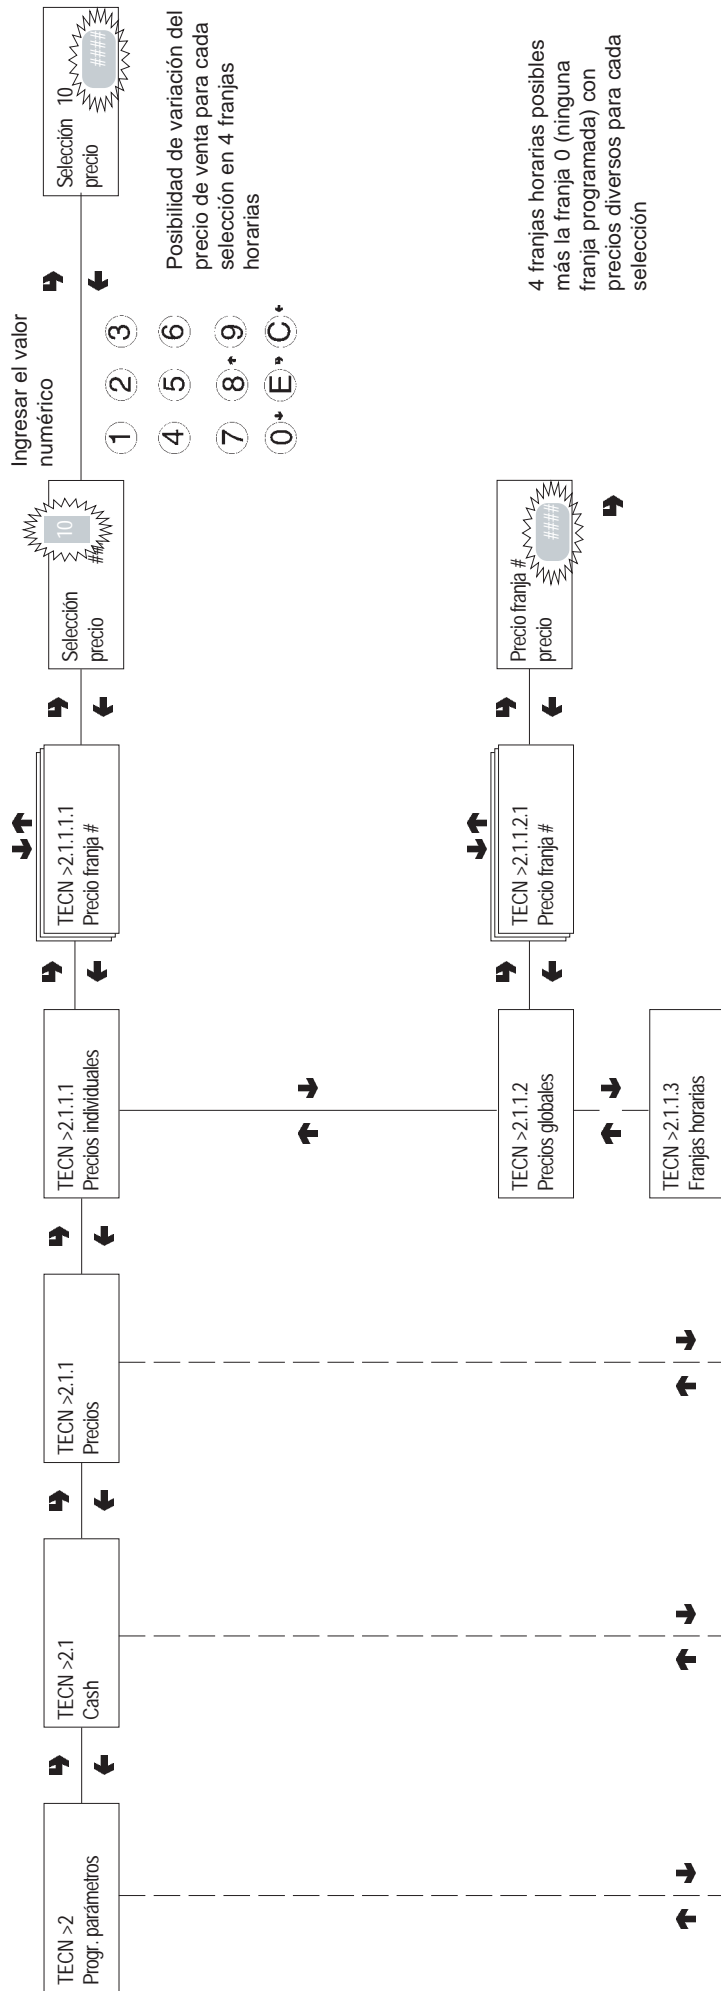 TECN >2
Progr. parámetros
TECN >2.1
Cash
TECN >2.1.1
Precios
TECN >2.1.1.1
Precios individuales
TECN >2.1.1.1.1
Precio franja #
Selección 10
precio ##
Ingresar el valor
numérico
1 2 3
4 5 6
7 8 9
0 E C
Selección 10
precio ####
Posibilidad de variación del
precio de venta para cada
selección en 4 franjas
horarias
TECN >2.1.1.2
Precios globales
TECN >2.1.1.2.1
Precio franja #
Precio franja #
precio ####
4 franjas horarias posibles
más la franja 0 (ninguna
franja programada) con
precios diversos para cada
selección
TECN >2.1.1.3
Franjas horarias